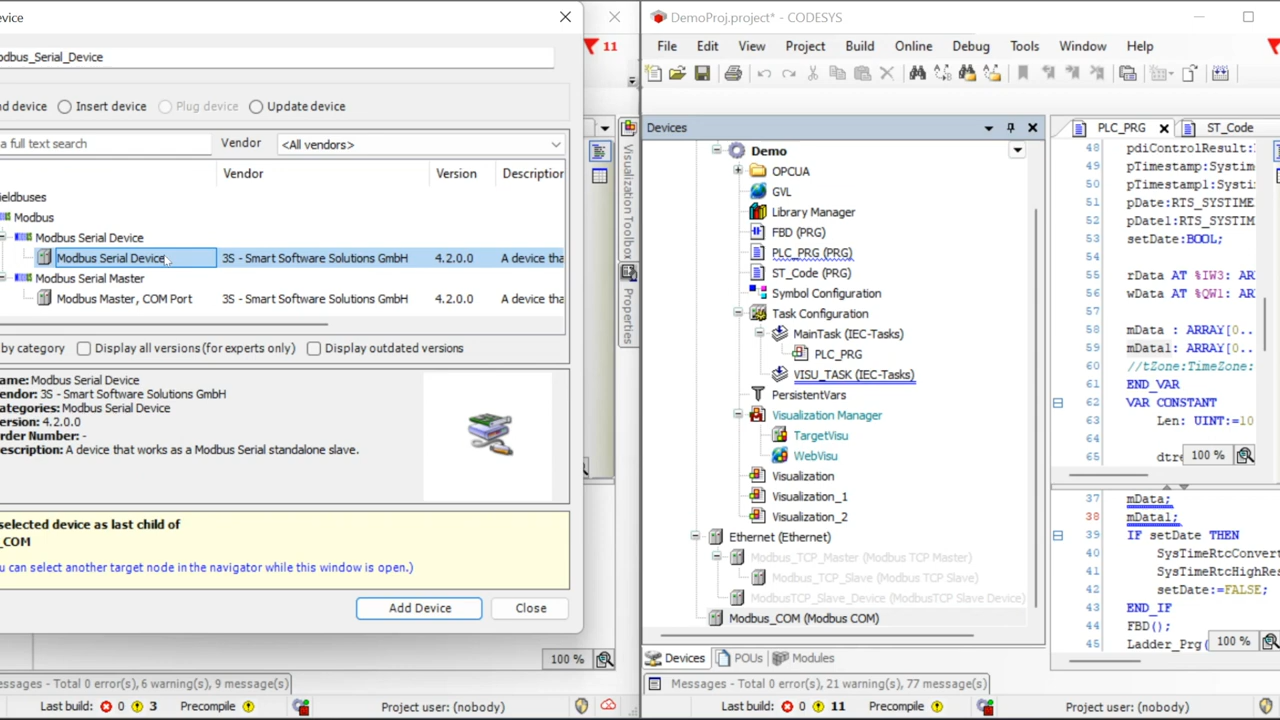 evice
odbus_Serial_Device
nd device
Insert device
Plug device
Update device
a full text search
Vendor
<All vendors>
Vendor
Version
Description
ieldbuses
Modbus
Modbus Serial Device
Modbus Serial Device 3S - Smart Software Solutions GmbH 4.2.0.0 A device tha
Modbus Serial Master
Modbus Master, COM Port 3S - Smart Software Solutions GmbH 4.2.0.0 A device tha
by category
Display all versions (for experts only)
Display outdated versions
ame: Modbus Serial Device
endor: 3S - Smart Software Solutions GmbH
ategories: Modbus Serial Device
ersion: 4.2.0.0
rder Number: -
escription: A device that works as a Modbus Serial standalone slave.
selected device as last child of
_COM
u can select another target node in the navigator while this window is open.)
Add Device
Close
11
Visualization Toolbox
Properties
100 %
essages - Total 0 error(s), 6 warning(s), 9 message(s)
Last build: 0 3 Precompile
Project user: (nobody)
DemoProj.project* - CODESYS
File Edit View Project Build Online Debug Tools Window Help
Devices
Demo
OPCUA
GVL
Library Manager
FBD (PRG)
PLC_PRG (PRG)
ST_Code (PRG)
Symbol Configuration
Task Configuration
MainTask (IEC-Tasks)
PLC_PRG
VISU_TASK (IEC-Tasks)
PersistentVars
Visualization Manager
TargetVisu
WebVisu
Visualization
Visualization_1
Visualization_2
Ethernet (Ethernet)
Modbus_TCP_Master (Modbus TCP Master)
Modbus_TCP_Slave (Modbus TCP Slave)
ModbusTCP_Slave_Device (ModbusTCP Slave Device)
Modbus_COM (Modbus COM)
Devices
POUs
Modules
PLC_PRG
ST_Code
48 pdiControlResult:
49 pTimestamp:Systim
50 pTimestamp1:Systi
51 pDate:RTS_SYSTIME
52 pDate1:RTS_SYSTIM
53 setDate:BOOL;
54
55 rData AT %IW3: AR
56 wData AT %QW1: AR
57
58 mData : ARRAY[0..
59 mData1: ARRAY[0..
60 //tZone:TimeZone:
61 END_VAR
62 VAR CONSTANT
63 Len: UINT:=10
64
65 dtre
100 %
37 mData;
38 mData1;
39 IF setDate THEN
40 SysTimeRtcConver
41 SysTimeRtcHighRes
42 setDate:=FALSE;
43 END_IF
44 FBD();
45 Ladder_Prg(
100 %
Messages - Total 0 error(s), 21 warning(s), 77 message(s)
Last build: 0 11 Precompile
Project user: (nobody)